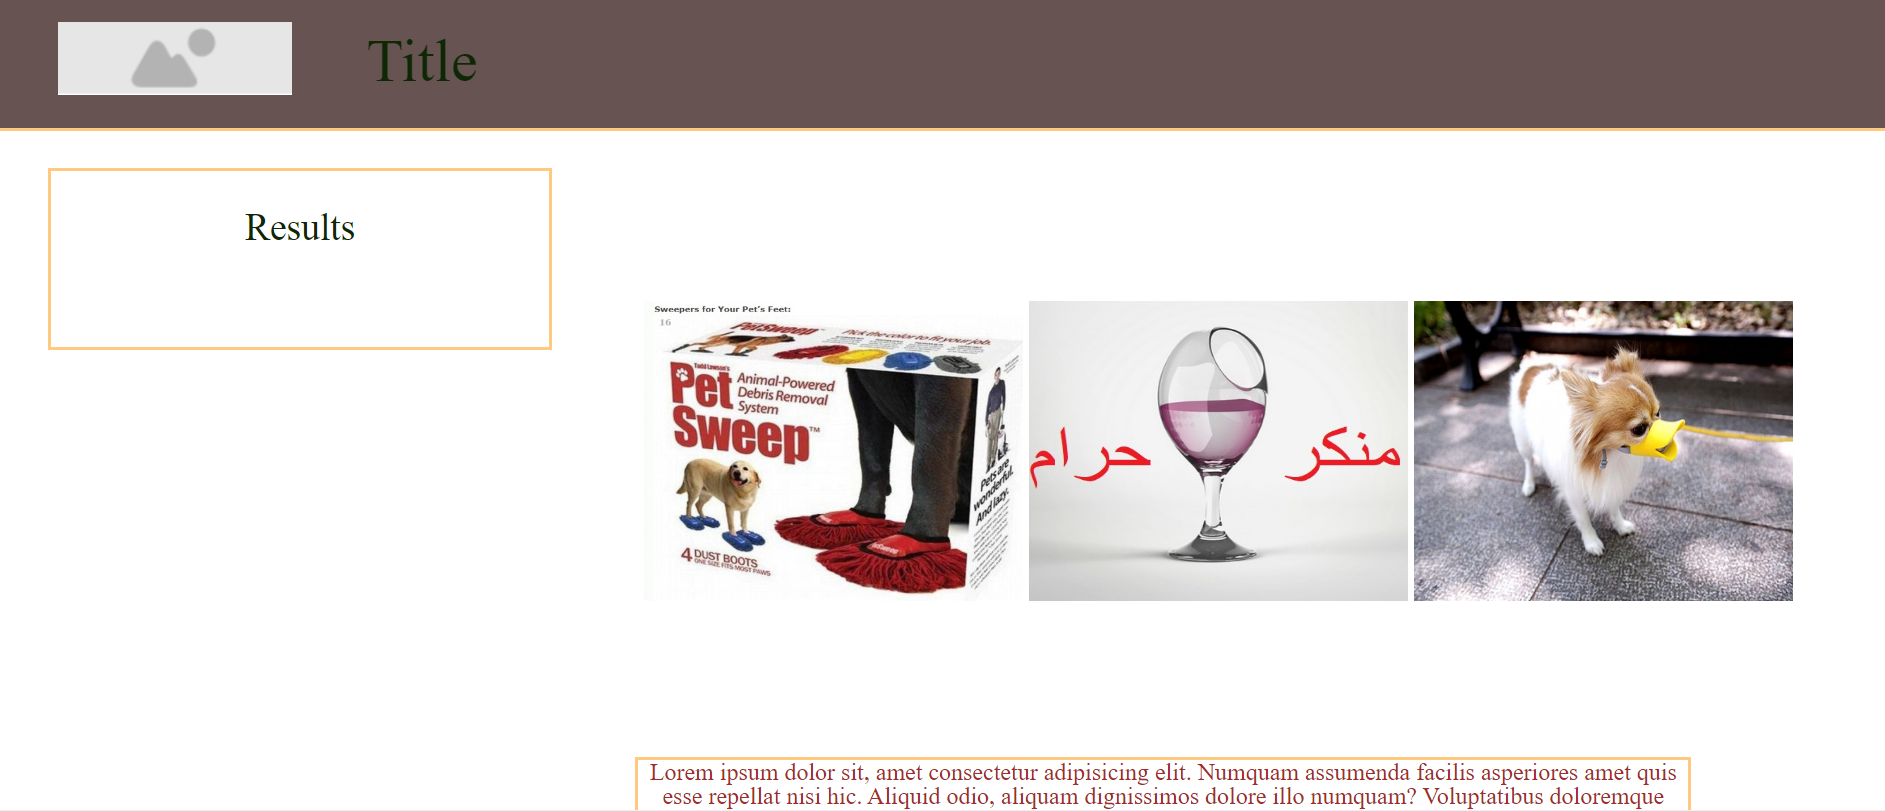 Title
Results
Sweepers for Your Pet's Feet:
16
PetSweep
Pick the color to fit your job.
Todd Lawson's
Pet
Sweep™
Animal-Powered
Debris Removal
System
Pets are
wonderful.
And lazy.
4 DUST BOOTS
ONE SIZE FITS MOST PAWS
حرام
منكر
Lorem ipsum dolor sit, amet consectetur adipisicing elit. Numquam assumenda facilis asperiores amet quis
esse repellat nisi hic. Aliquid odio, aliquam dignissimos dolore illo numquam? Voluptatibus doloremque